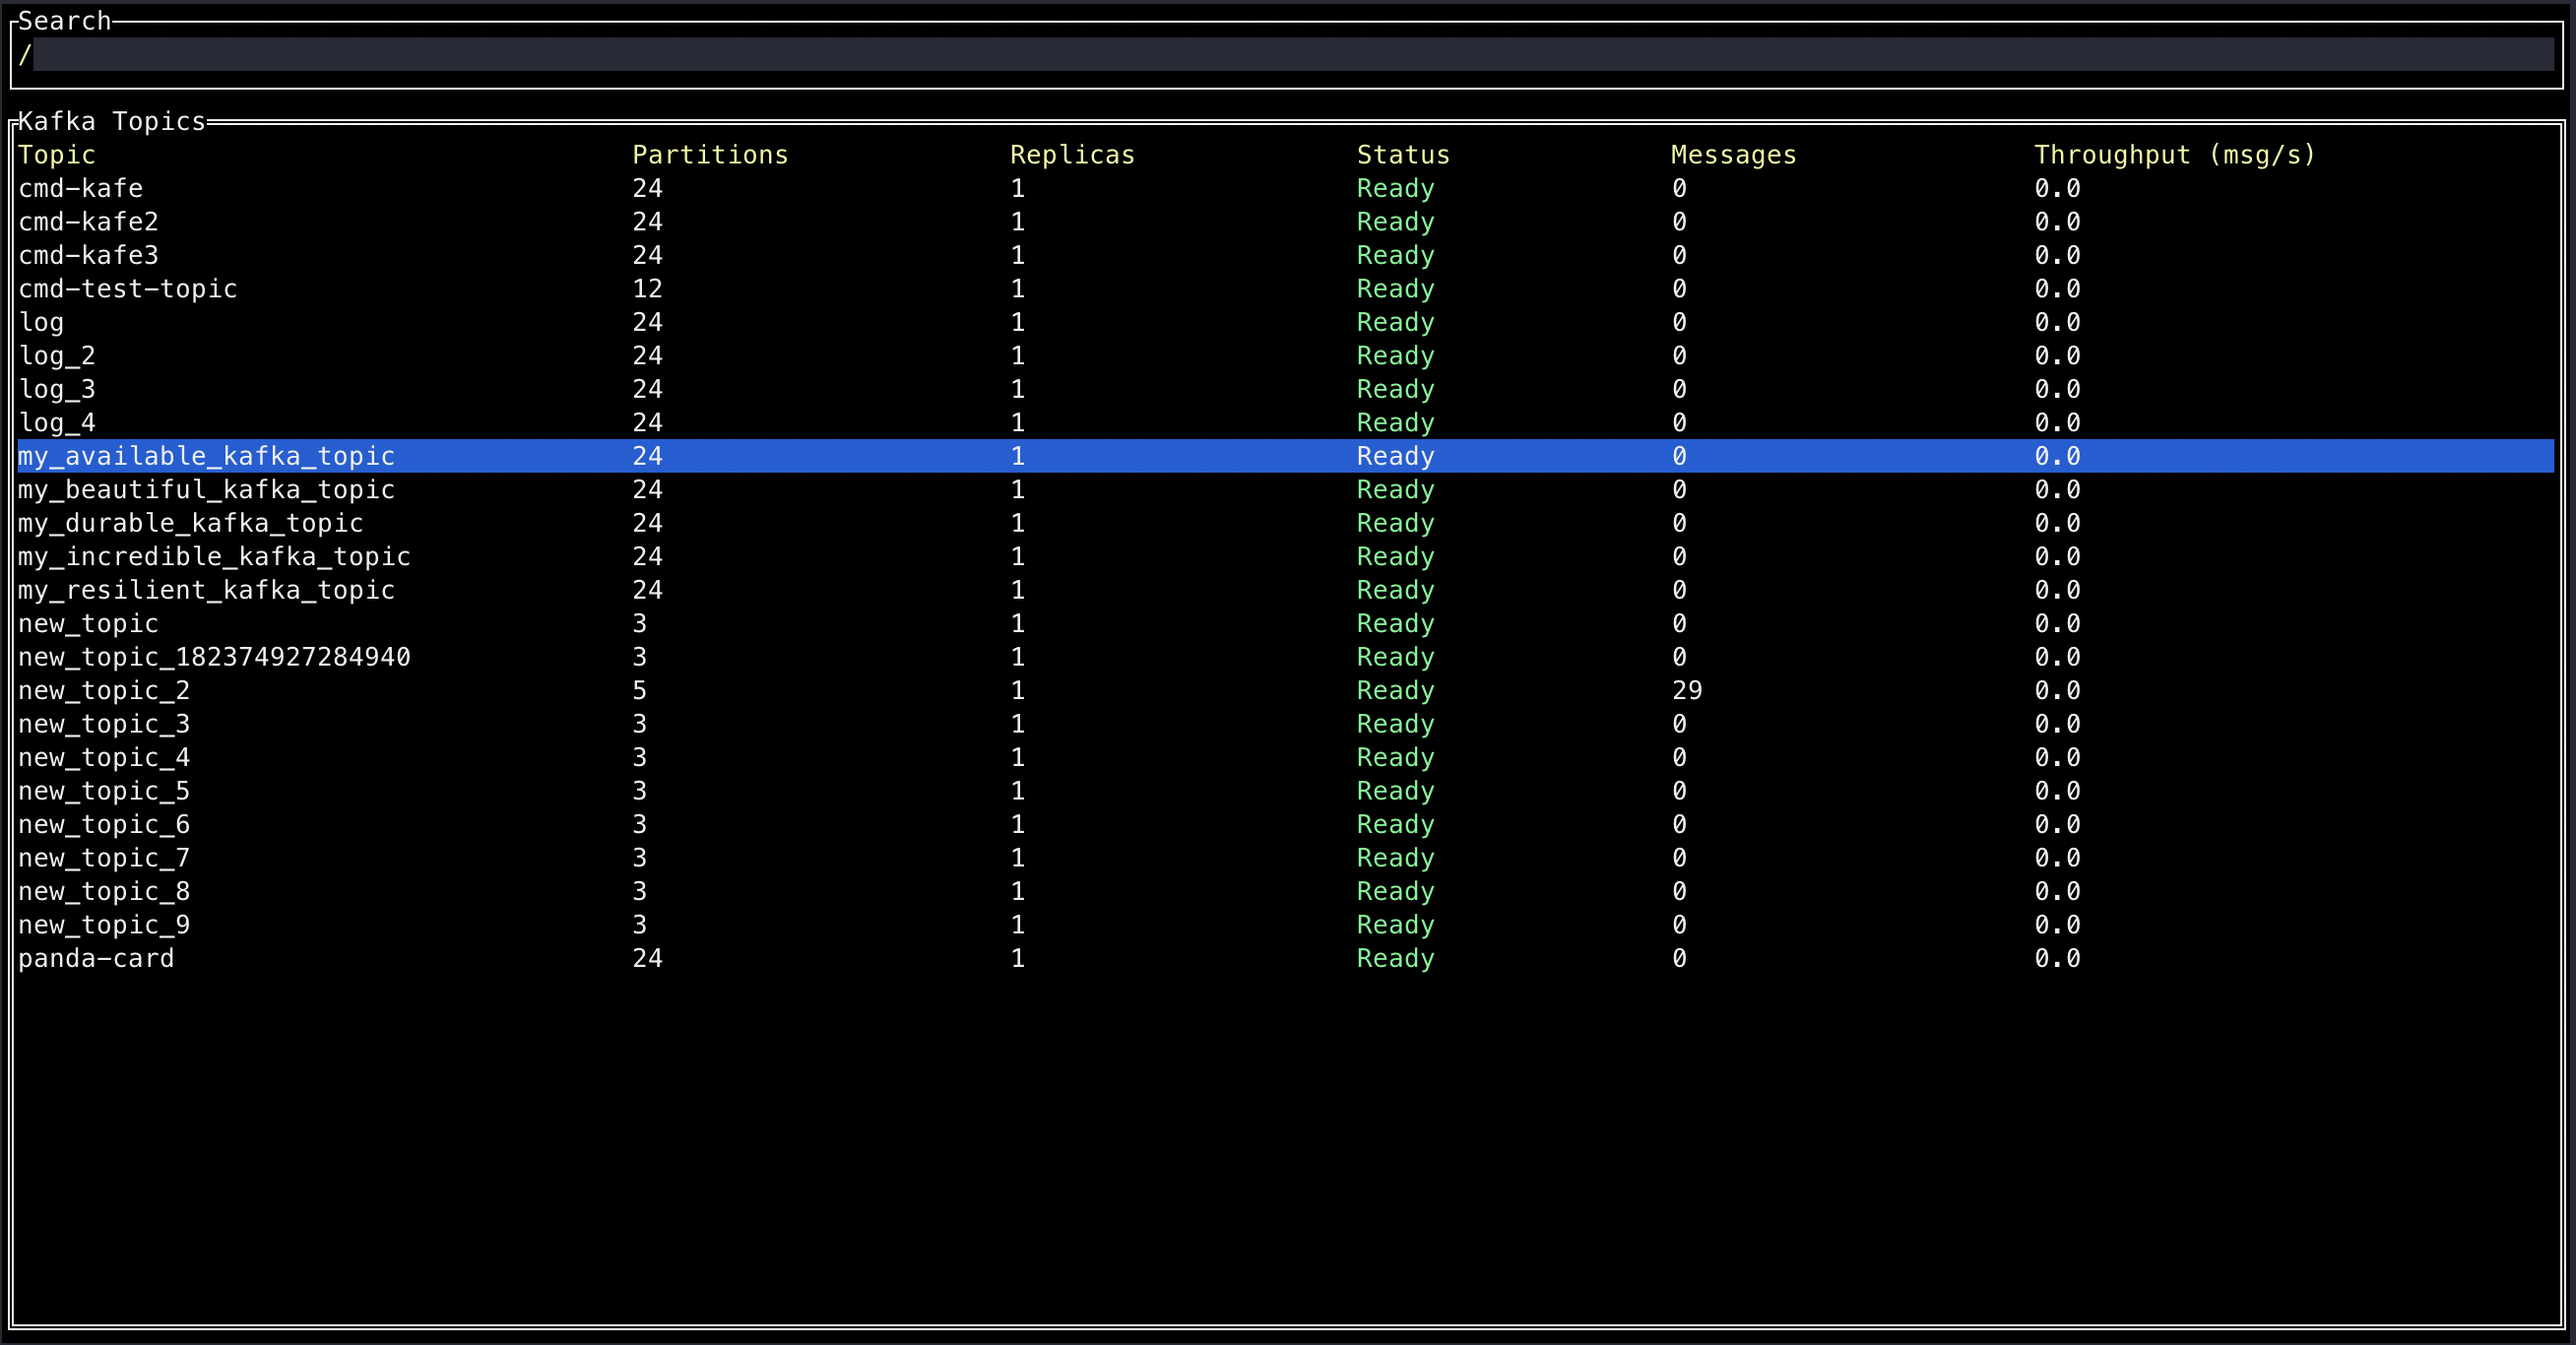 Search
/
Kafka Topics
Topic Partitions Replicas Status Messages Throughput (msg/s)
cmd-kafe 24 1 Ready 0 0.0
cmd-kafe2 24 1 Ready 0 0.0
cmd-kafe3 24 1 Ready 0 0.0
cmd-test-topic 12 1 Ready 0 0.0
log 24 1 Ready 0 0.0
log_2 24 1 Ready 0 0.0
log_3 24 1 Ready 0 0.0
log_4 24 1 Ready 0 0.0
my_available_kafka_topic 24 1 Ready 0 0.0
my_beautiful_kafka_topic 24 1 Ready 0 0.0
my_durable_kafka_topic 24 1 Ready 0 0.0
my_incredible_kafka_topic 24 1 Ready 0 0.0
my_resilient_kafka_topic 24 1 Ready 0 0.0
new_topic 3 1 Ready 0 0.0
new_topic_182374927284940 3 1 Ready 0 0.0
new_topic_2 5 1 Ready 29 0.0
new_topic_3 3 1 Ready 0 0.0
new_topic_4 3 1 Ready 0 0.0
new_topic_5 3 1 Ready 0 0.0
new_topic_6 3 1 Ready 0 0.0
new_topic_7 3 1 Ready 0 0.0
new_topic_8 3 1 Ready 0 0.0
new_topic_9 3 1 Ready 0 0.0
panda-card 24 1 Ready 0 0.0